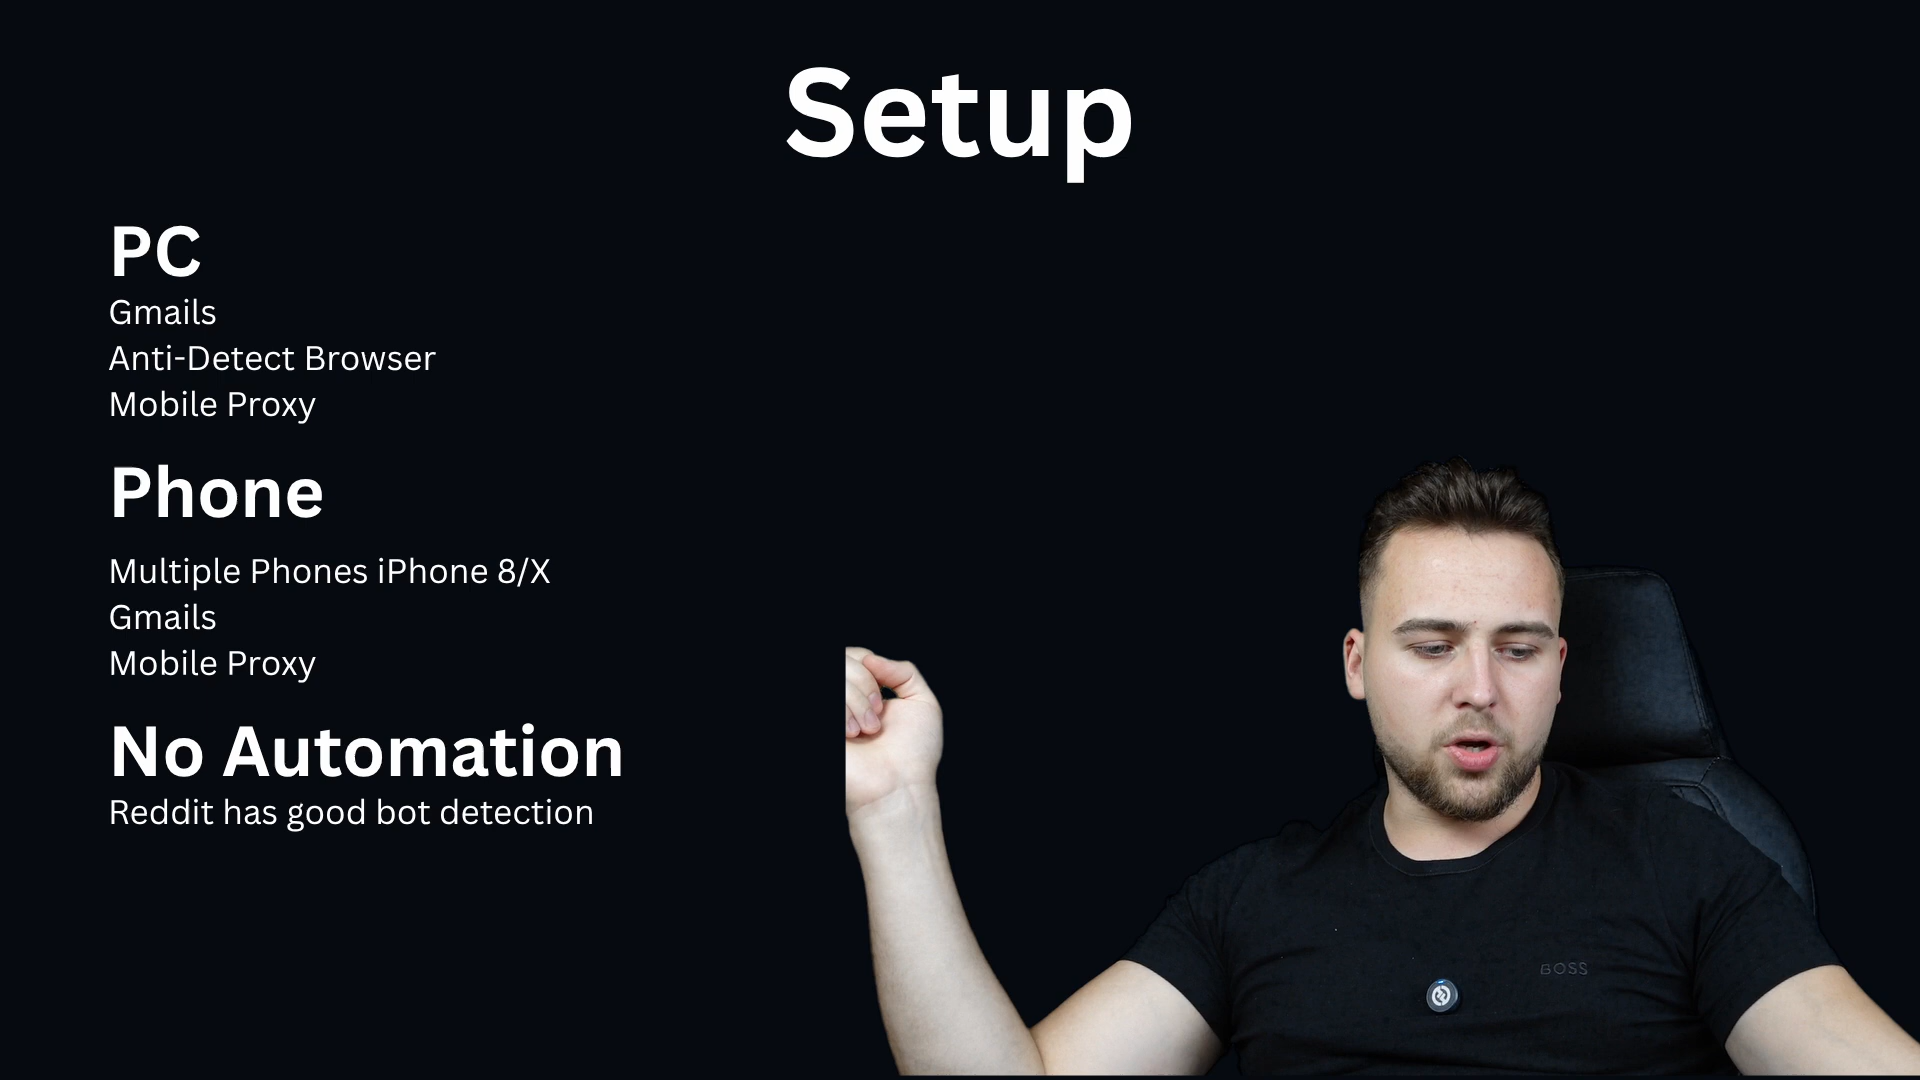 Setup
PC
Gmails
Anti-Detect Browser
Mobile Proxy
Phone
Multiple Phones iPhone 8/X
Gmails
Mobile Proxy
No Automation
Reddit has good bot detection
BOSS